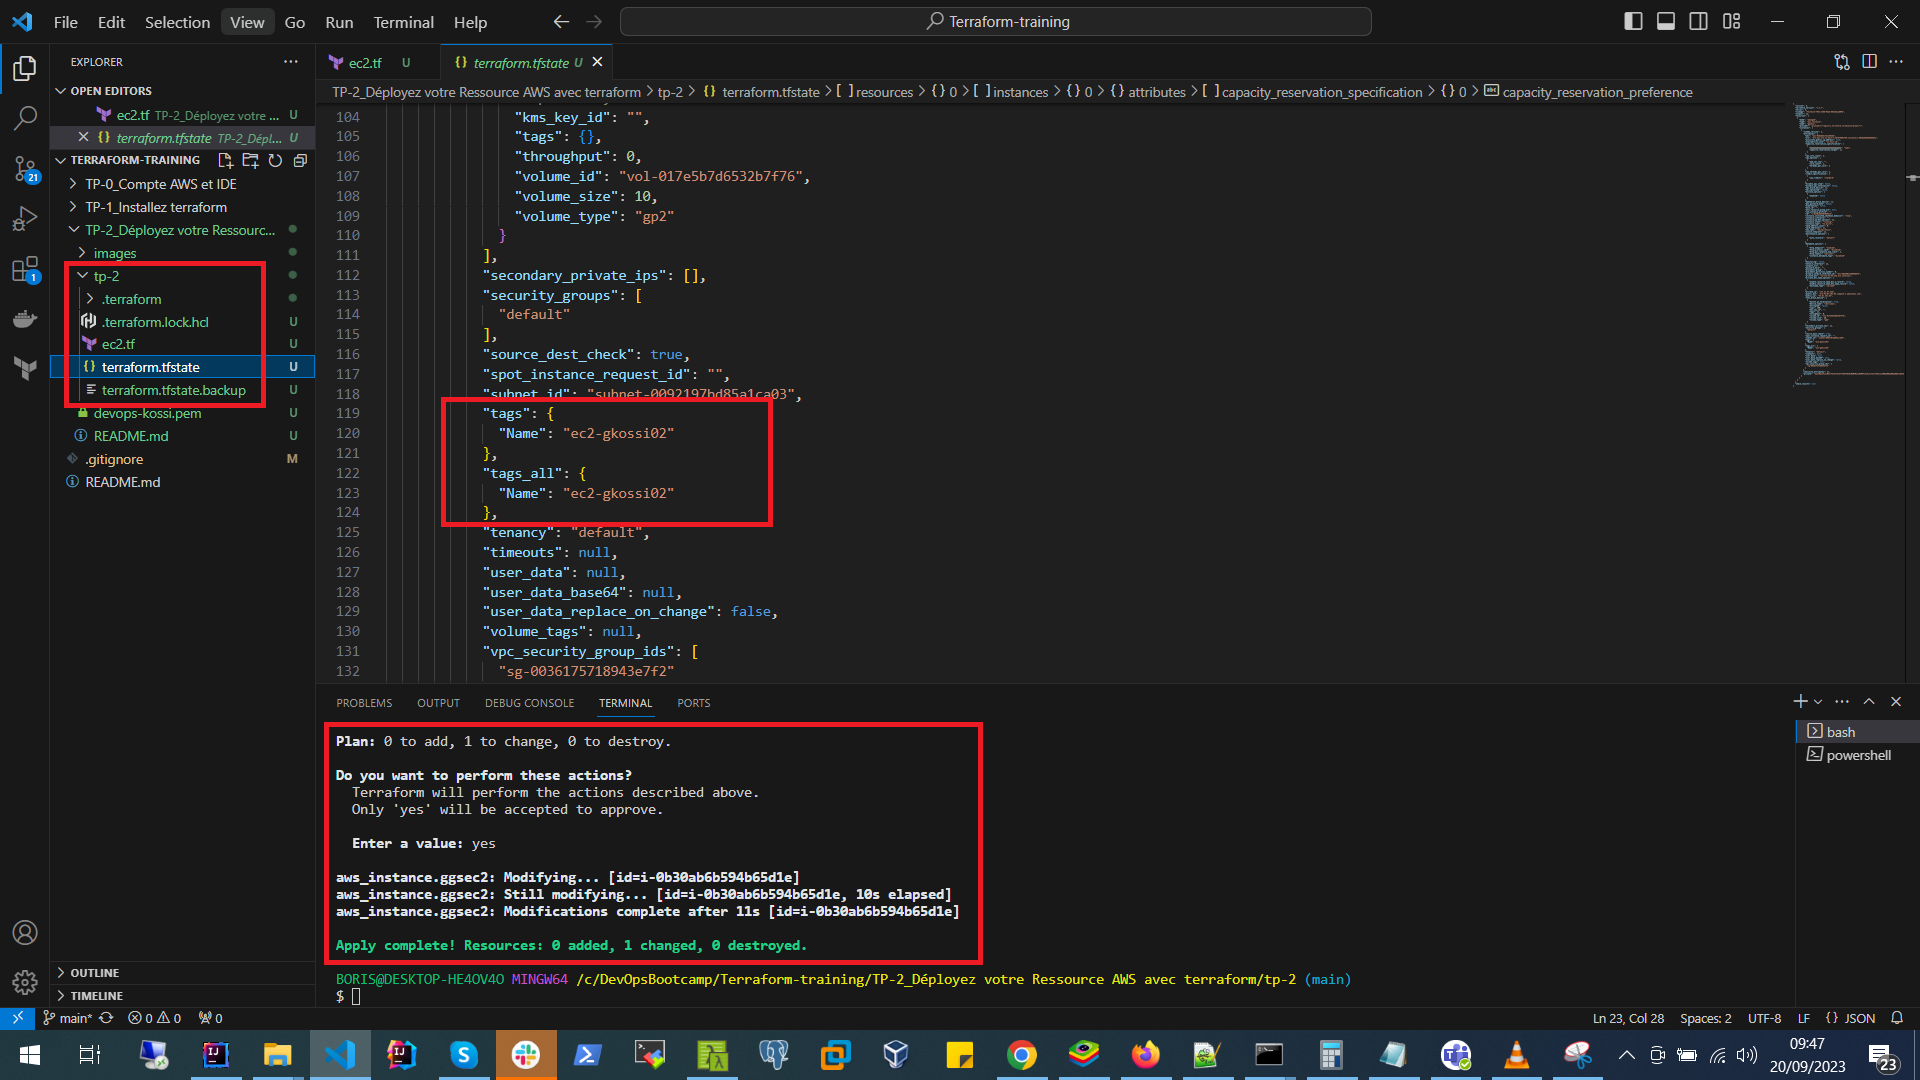 File Edit Selection View Go Run Terminal Help
Terraform-training
EXPLORER
OPEN EDITORS
ec2.tf TP-2_Déployez votre ... U
terraform.tfstate TP-2_Dépl... U
TERRAFORM-TRAINING
TP-0_Compte AWS et IDE
TP-1_Installez terraform
TP-2_Déployez votre Ressourc...
images
tp-2
.terraform
.terraform.lock.hcl U
ec2.tf U
terraform.tfstate U
terraform.tfstate.backup U
devops-kossi.pem U
README.md U
.gitignore M
README.md
OUTLINE
TIMELINE
21
1
ec2.tf U
terraform.tfstate U
TP-2_Déployez votre Ressource AWS avec terraform > tp-2 > {} terraform.tfstate > [ ] resources > {} 0 > [ ] instances > {} 0 > {} attributes > [ ] capacity_reservation_specification > {} 0 > capacity_reservation_preference
104 "kms_key_id": "",
105 "tags": {},
106 "throughput": 0,
107 "volume_id": "vol-017e5b7d6532b7f76",
108 "volume_size": 10,
109 "volume_type": "gp2"
110 }
111 ],
112 "secondary_private_ips": [],
113 "security_groups": [
114 "default"
115 ],
116 "source_dest_check": true,
117 "spot_instance_request_id": "",
118 "subnet_id": "subnet-0092197bd85a1ca03",
119 "tags": {
120 "Name": "ec2-gkossi02"
121 },
122 "tags_all": {
123 "Name": "ec2-gkossi02"
124 },
125 "tenancy": "default",
126 "timeouts": null,
127 "user_data": null,
128 "user_data_base64": null,
129 "user_data_replace_on_change": false,
130 "volume_tags": null,
131 "vpc_security_group_ids": [
132 "sg-0036175718943e7f2"
PROBLEMS OUTPUT DEBUG CONSOLE TERMINAL PORTS
bash
powershell
Plan: 0 to add, 1 to change, 0 to destroy.
Do you want to perform these actions?
Terraform will perform the actions described above.
Only 'yes' will be accepted to approve.
Enter a value: yes
aws_instance.ggsec2: Modifying... [id=i-0b30ab6b594b65d1e]
aws_instance.ggsec2: Still modifying... [id=i-0b30ab6b594b65d1e, 10s elapsed]
aws_instance.ggsec2: Modifications complete after 11s [id=i-0b30ab6b594b65d1e]
Apply complete! Resources: 0 added, 1 changed, 0 destroyed.
BORIS@DESKTOP-HE4OV4O MINGW64 /c/DevOpsBootcamp/Terraform-training/TP-2_Déployez votre Ressource AWS avec terraform/tp-2 (main)
$
main* 0 0 0
Ln 23, Col 28 Spaces: 2 UTF-8 LF {} JSON
09:47
20/09/2023
23